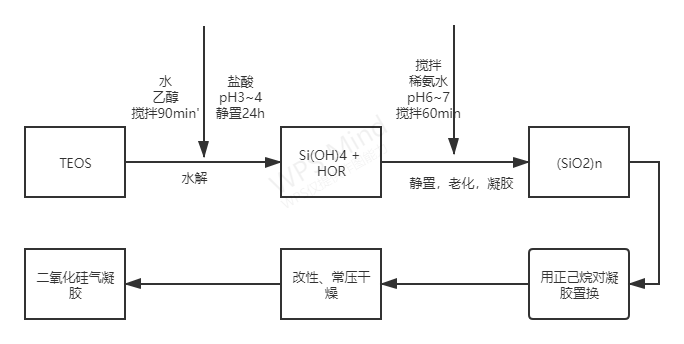 水
乙醇
搅拌90min'
盐酸
pH3~4
静置24h
搅拌
稀氨水
pH6~7
搅拌60min
TEOS
水解
Si(OH)4 +
HOR
静置，老化，凝胶
(SiO2)n
二氧化硅气凝
胶
改性、常压干
燥
用正己烷对凝
胶置换